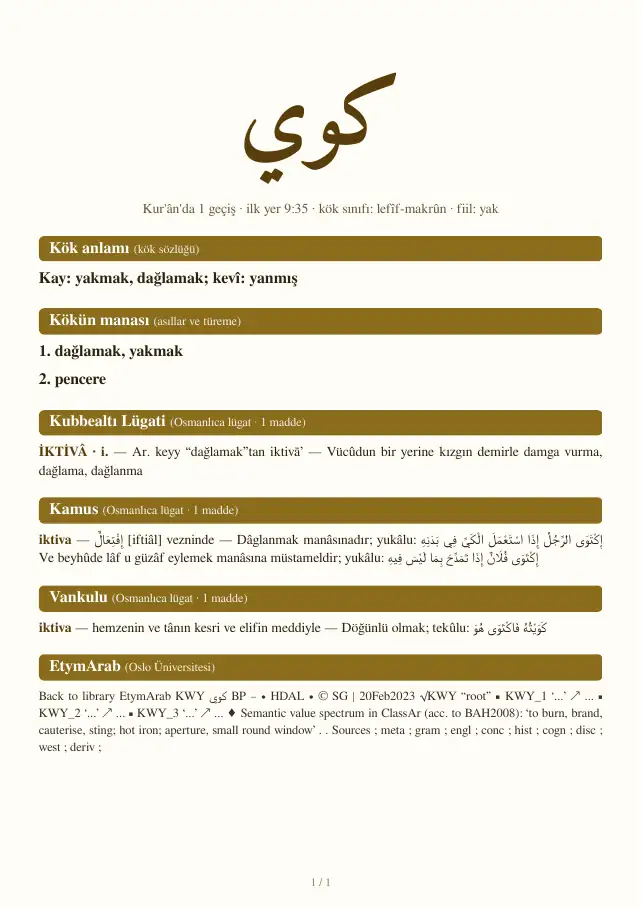 كوي
Kur'ân'da 1 geçiş · ilk yer 9:35 · kök sınıfı: lefîf-makrûn · fiil: yak
Kök anlamı (kök sözlüğü)
Kay: yakmak, dağlamak; kevî: yanmış
Kökün manası (asıllar ve türeme)
1. dağlamak, yakmak
2. pencere
Kubbealtı Lügati (Osmanlıca lügat · 1 madde)
İKTİVÂ · i. — Ar. keyy “dağlamak”tan iktivā’ — Vücûdun bir yerine kızgın demirle damga vurma,
dağlama, dağlanma
Kamus (Osmanlıca lügat · 1 madde)
iktiva — إِفْتِعَالٌ [iftiâl] vezninde — Dâglanmak manâsınadır; yukâlu: إِكْتَوَى الرَّجُلُ إِذَا اسْتَعْمَلَ الْكَيَّ فِي بَدَنِهِ
Ve beyhûde lâf u güzâf eylemek manâsına müstameldir; yukâlu: إِكْتَوَى فُلَانٌ إِذَا تَمَدَّحَ بِمَا لَيْسَ فِيهِ
Vankulu (Osmanlıca lügat · 1 madde)
iktiva — hemzenin ve tânın kesri ve elifin meddiyle — Döğünlü olmak; tekûlu: كَوَيْتُهُ فَاكْتَوَى هُوَ
EtymArab (Oslo Üniversitesi)
Back to library EtymArab KWY كوى BP – • HDAL • © SG | 20Feb2023 √KWY “root” ▪ KWY_1 ‘...’ ↗ ... ▪
KWY_2 ‘...’ ↗ ... ▪ KWY_3 ‘...’ ↗ ... ♦ Semantic value spectrum in ClassAr (acc. to BAH2008): ‘to burn, brand,
cauterise, sting; hot iron; aperture, small round window’ . . Sources ; meta ; gram ; engl ; conc ; hist ; cogn ; disc ;
west ; deriv ;
1 / 1